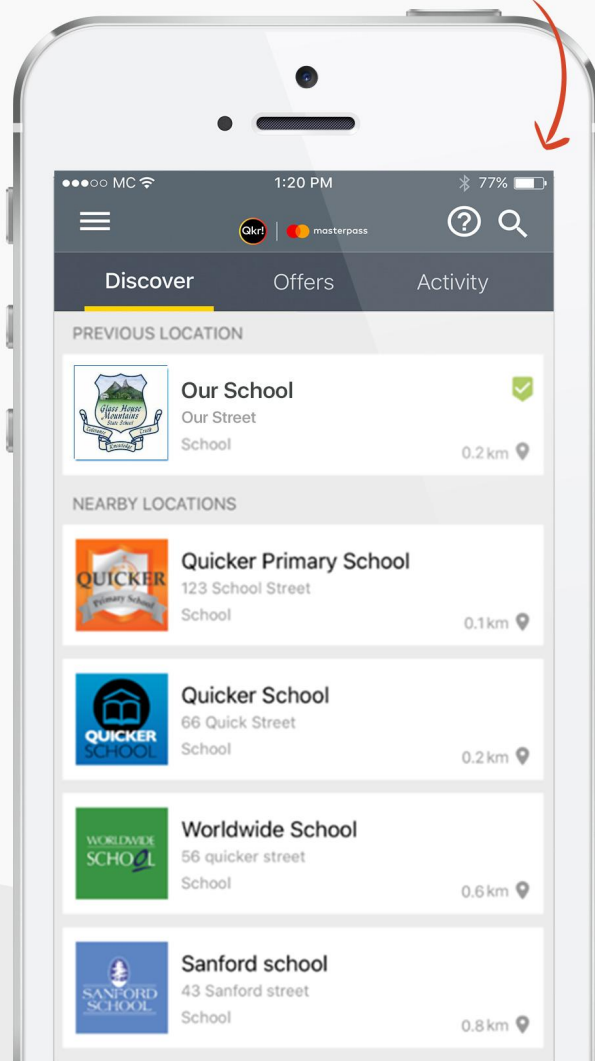 MC
1:20 PM
77%
Qkr! masterpass
Discover Offers Activity
PREVIOUS LOCATION
Glass House
Mountains
State School
Tolerance Credit
Knowledge
Our School
Our Street
School
0.2 km
NEARBY LOCATIONS
QUICKER
Primary School
Quicker Primary School
123 School Street
School
0.1 km
QUICKER
SCHOOL
Quicker School
66 Quick Street
School
0.2 km
WORLDWIDE
SCHOOL
Worldwide School
56 quicker street
School
0.6 km
SANFORD
SCHOOL
Sanford school
43 Sanford street
School
0.8 km